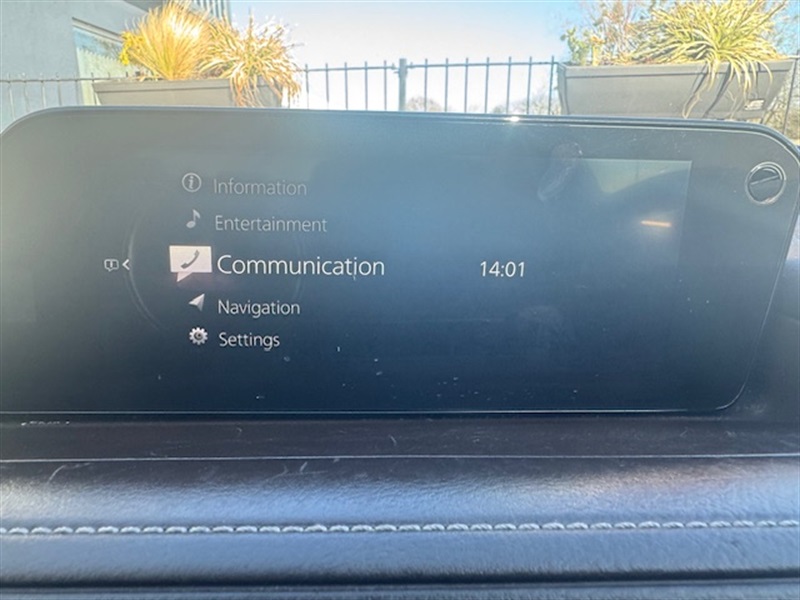 Information
Entertainment
Communication
14:01
Navigation
Settings